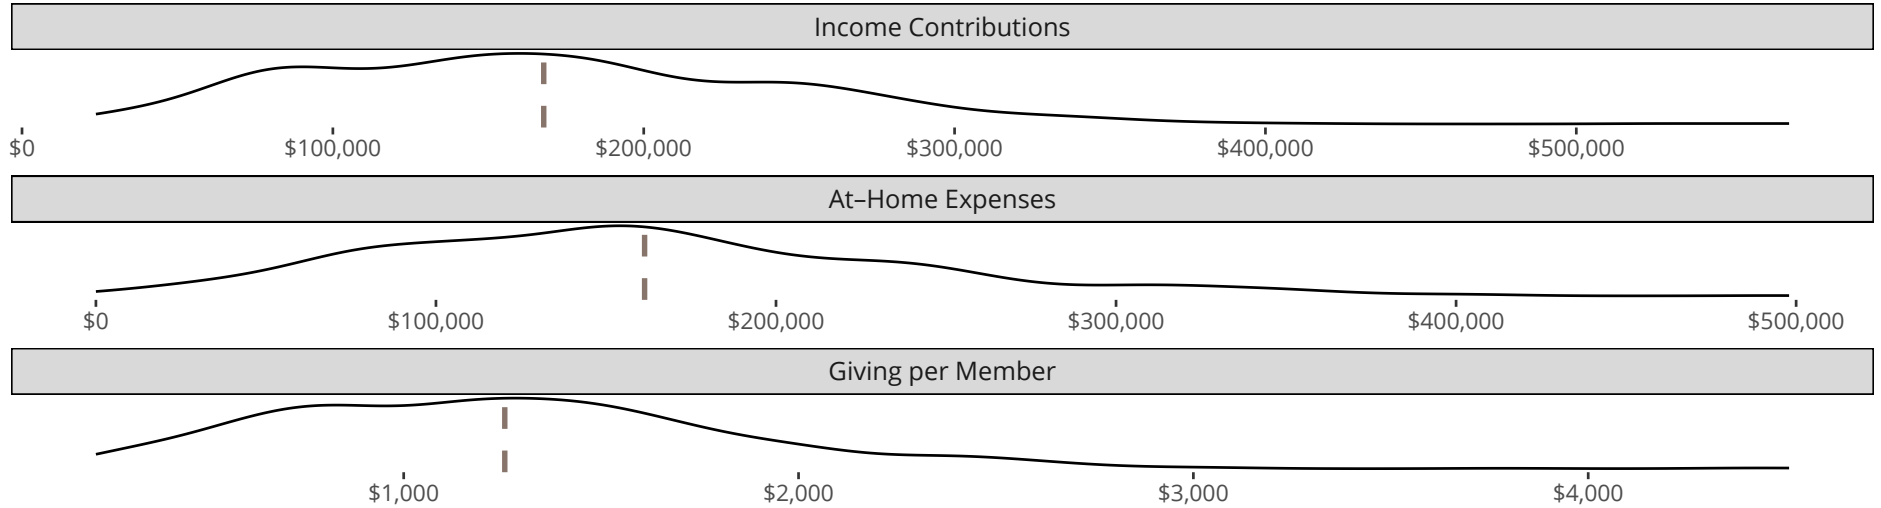 Income Contributions
$0 $100,000 $200,000 $300,000 $400,000 $500,000
At–Home Expenses
$0 $100,000 $200,000 $300,000 $400,000 $500,000
Giving per Member
$1,000 $2,000 $3,000 $4,000